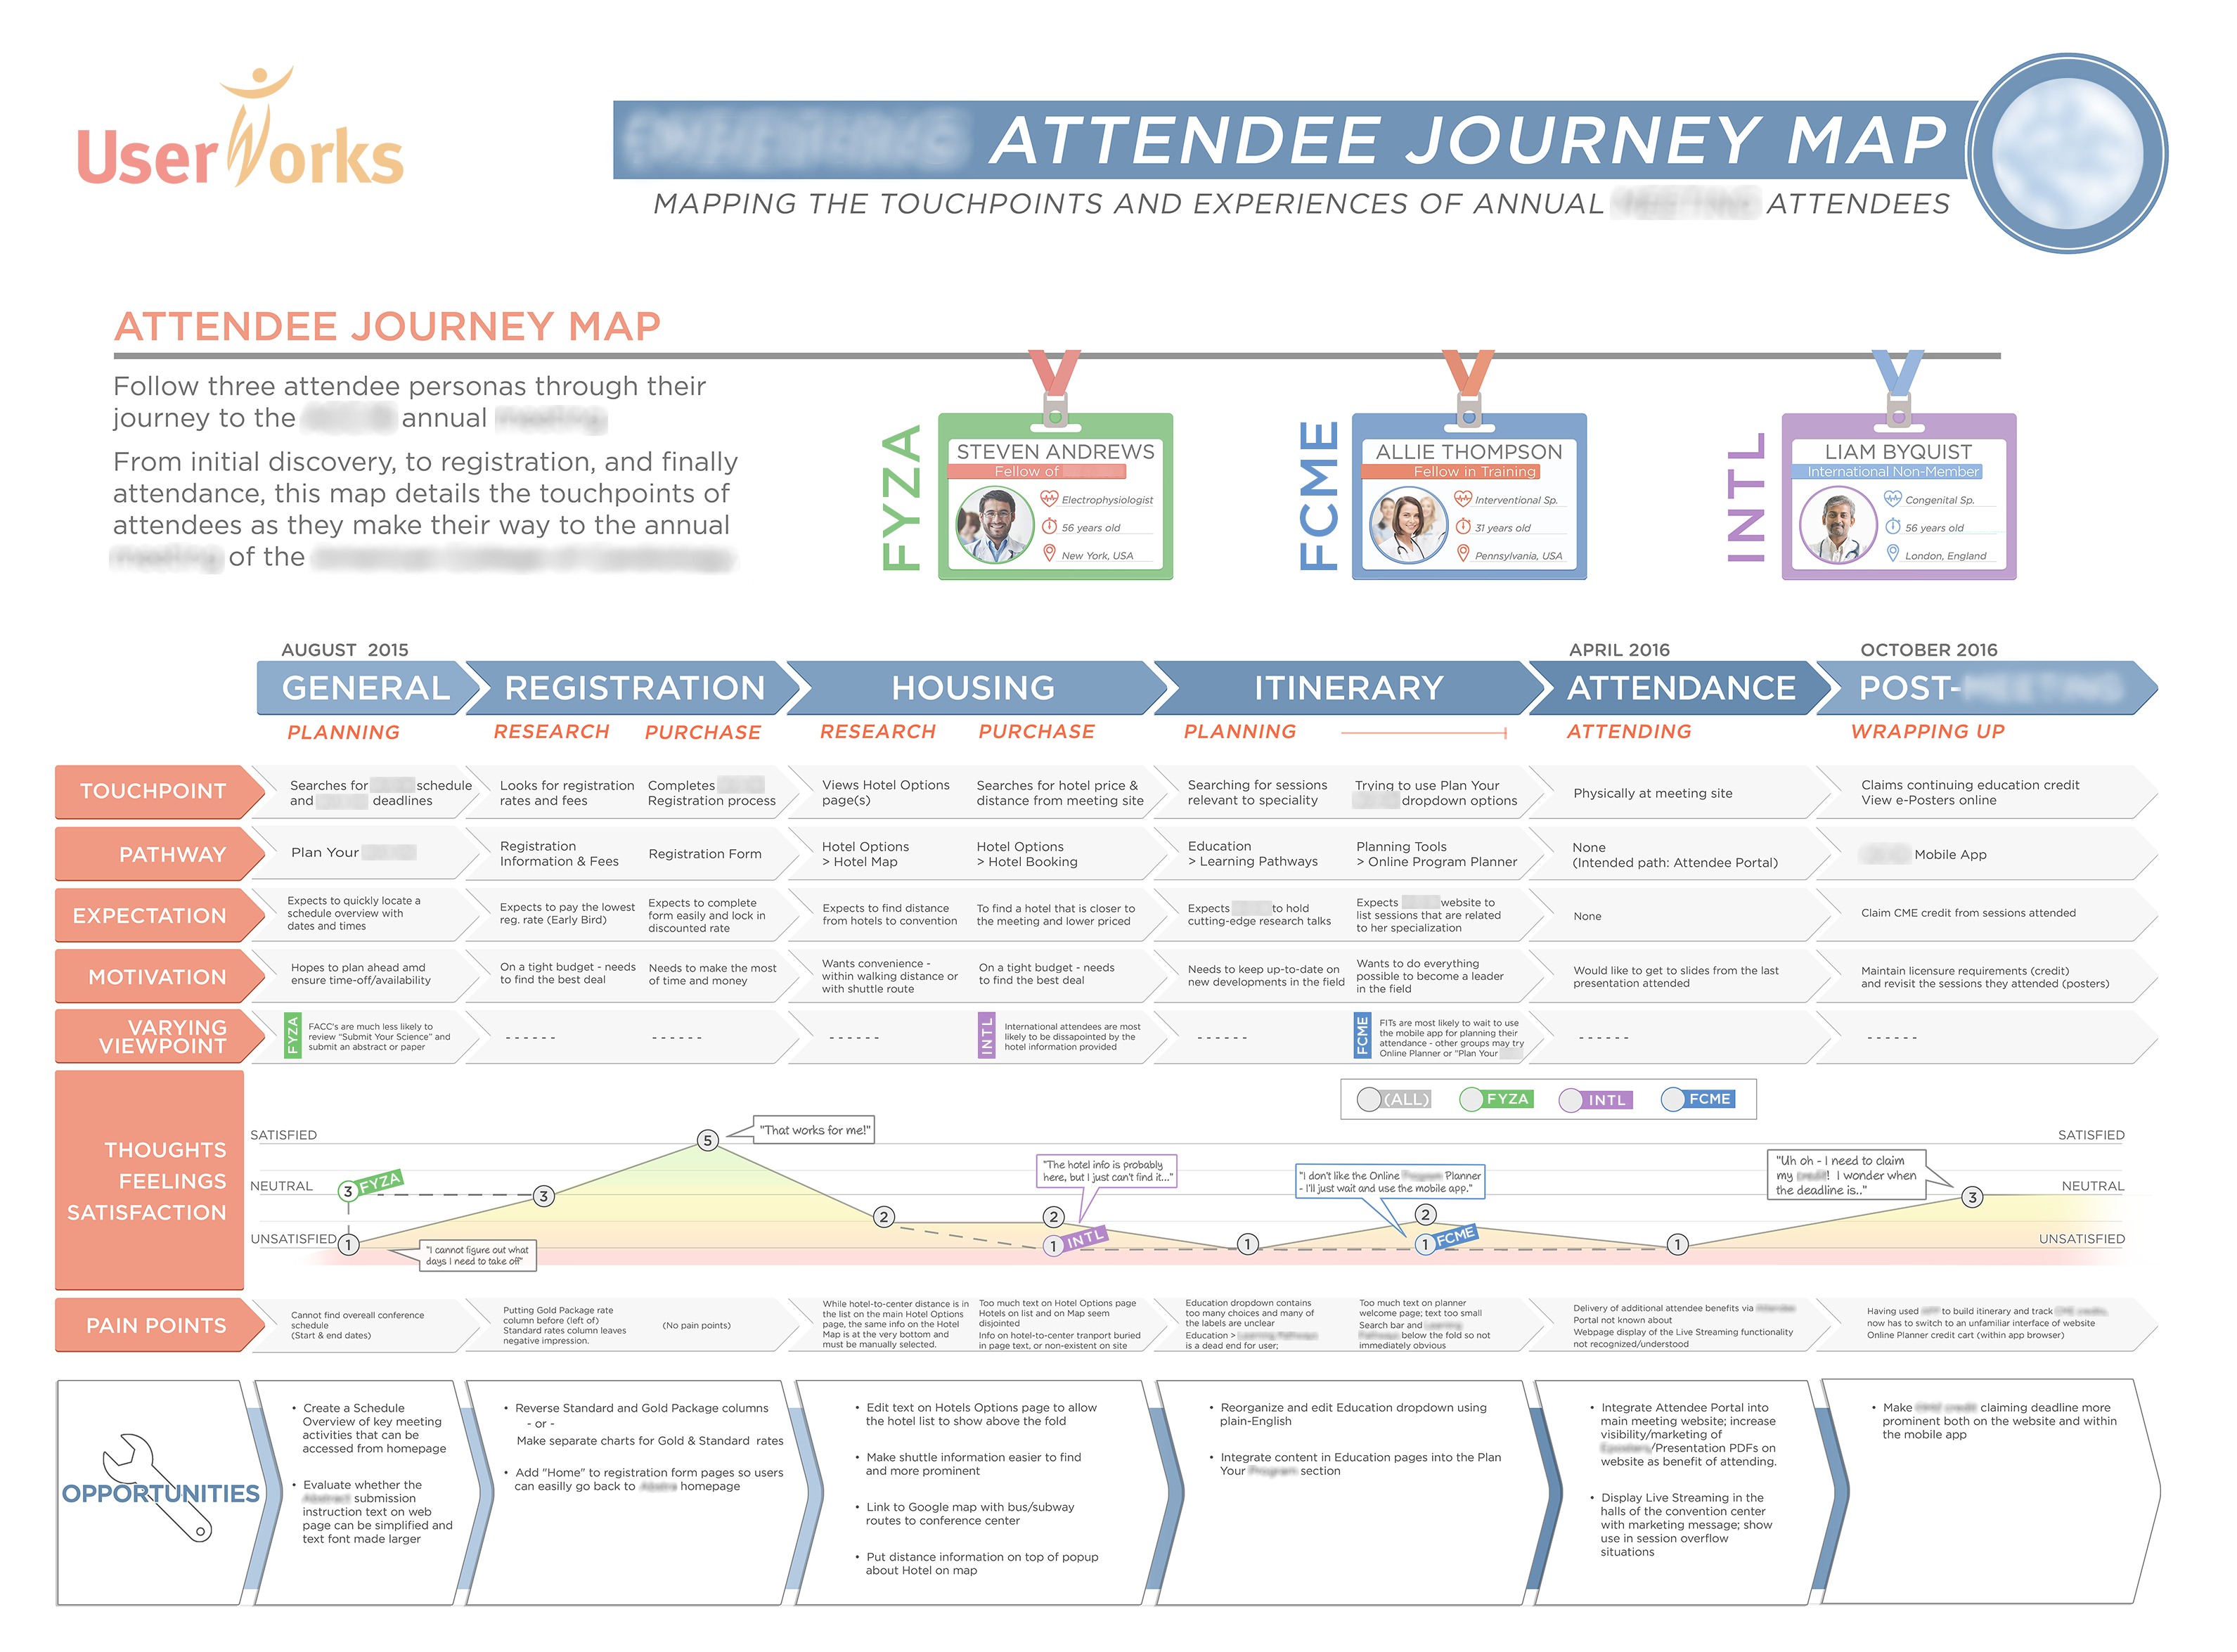 UserWorks
ATTENDEE JOURNEY MAP
MAPPING THE TOUCHPOINTS AND EXPERIENCES OF ANNUAL ATTENDEES
ATTENDEE JOURNEY MAP
Follow three attendee personas through their
journey to the annual
From initial discovery, to registration, and finally
attendance, this map details the touchpoints of
attendees as they make their way to the annual
of the
FYZA
STEVEN ANDREWS
Fellow of
Electrophysiologist
56 years old
New York, USA
FCME
ALLIE THOMPSON
Fellow in Training
Interventional Sp.
31 years old
Pennsylvania, USA
INTL
LIAM BYQUIST
International Non-Member
Congenital Sp.
56 years old
London, England
AUGUST 2015
APRIL 2016
OCTOBER 2016
GENERAL
REGISTRATION
HOUSING
ITINERARY
ATTENDANCE
POST-
PLANNING
RESEARCH
PURCHASE
RESEARCH
PURCHASE
PLANNING
ATTENDING
WRAPPING UP
TOUCHPOINT
Searches for schedule
and deadlines
Looks for registration
rates and fees
Completes
Registration process
Views Hotel Options
page(s)
Searches for hotel price &
distance from meeting site
Searching for sessions
relevant to speciality
Trying to use Plan Your
dropdown options
Physically at meeting site
Claims continuing education credit
View e-Posters online
PATHWAY
Plan Your
Registration
Information & Fees
Registration Form
Hotel Options
> Hotel Map
Hotel Options
> Hotel Booking
Education
> Learning Pathways
Planning Tools
> Online Program Planner
None
(Intended path: Attendee Portal)
Mobile App
EXPECTATION
Expects to quickly locate a
schedule overview with
dates and times
Expects to pay the lowest
reg. rate (Early Bird)
Expects to complete
form easily and lock in
discounted rate
Expects to find distance
from hotels to convention
To find a hotel that is closer to
the meeting and lower priced
Expects to hold
cutting-edge research talks
Expects website to
list sessions that are related
to her specialization
None
Claim CME credit from sessions attended
MOTIVATION
Hopes to plan ahead amd
ensure time-off/availability
On a tight budget - needs
to find the best deal
Needs to make the most
of time and money
Wants convenience -
within walking distance or
with shuttle route
On a tight budget - needs
to find the best deal
Needs to keep up-to-date on
new developments in the field
Wants to do everything
possible to become a leader
in the field
Would like to get to slides from the last
presentation attended
Maintain licensure requirements (credit)
and revisit the sessions they attended (posters)
VARYING
VIEWPOINT
FYZA
FACC's are much less likely to
review "Submit Your Science" and
submit an abstract or paper
- - - - - -
- - - - - -
- - - - - -
INTL
International attendees are most
likely to be dissapointed by the
hotel information provided
- - - - - -
FCME
FITs are most likely to wait to use
the mobile app for planning their
attendance - other groups may try
Online Planner or "Plan Your
- - - - - -
- - - - - -
THOUGHTS
FEELINGS
SATISFACTION
(ALL)
FYZA
INTL
FCME
SATISFIED
NEUTRAL
UNSATISFIED
3 FYZA
1
"I cannot figure out what
days I need to take off"
3
5
"That works for me!"
2
"The hotel info is probably
here, but I just can't find it..."
2
1 INTL
1
"I don't like the Online Planner
- I'll just wait and use the mobile app."
2
1 FCME
1
"Uh oh - I need to claim
my ! I wonder when
the deadline is.."
3
SATISFIED
NEUTRAL
UNSATISFIED
PAIN POINTS
Cannot find overeall conference
schedule
(Start & end dates)
Putting Gold Package rate
column before (left of)
Standard rates column leaves
negative impression.
(No pain points)
While hotel-to-center distance is in
the list on the main Hotel Options
page, the same info on the Hotel
Map is at the very bottom and
must be manually selected.
Too much text on Hotel Options page
Hotels on list and on Map seem
disjointed
Info on hotel-to-center tranport buried
in page text, or non-existent on site
Education dropdown contains
too many choices and many of
the labels are unclear
Education >
is a dead end for user;
Too much text on planner
welcome page; text too small
Search bar and
below the fold so not
immediately obvious
Delivery of additional attendee benefits via
Portal not known about
Webpage display of the Live Streaming functionality
not recognized/understood
Having used to build itinerary and track
now has to switch to an unfamiliar interface of website
Online Planner credit cart (within app browser)
OPPORTUNITIES
• Create a Schedule
Overview of key meeting
activities that can be
accessed from homepage
• Evaluate whether the
submission
instruction text on web
page can be simplified and
text font made larger
• Reverse Standard and Gold Package columns
- or -
Make separate charts for Gold & Standard rates
• Add "Home" to registration form pages so users
can easilly go back to homepage
• Edit text on Hotels Options page to allow
the hotel list to show above the fold
• Make shuttle information easier to find
and more prominent
• Link to Google map with bus/subway
routes to conference center
• Put distance information on top of popup
about Hotel on map
• Reorganize and edit Education dropdown using
plain-English
• Integrate content in Education pages into the Plan
Your section
• Integrate Attendee Portal into
main meeting website; increase
visibility/marketing of
/Presentation PDFs on
website as benefit of attending.
• Display Live Streaming in the
halls of the convention center
with marketing message; show
use in session overflow
situations
• Make claiming deadline more
prominent both on the website and within
the mobile app